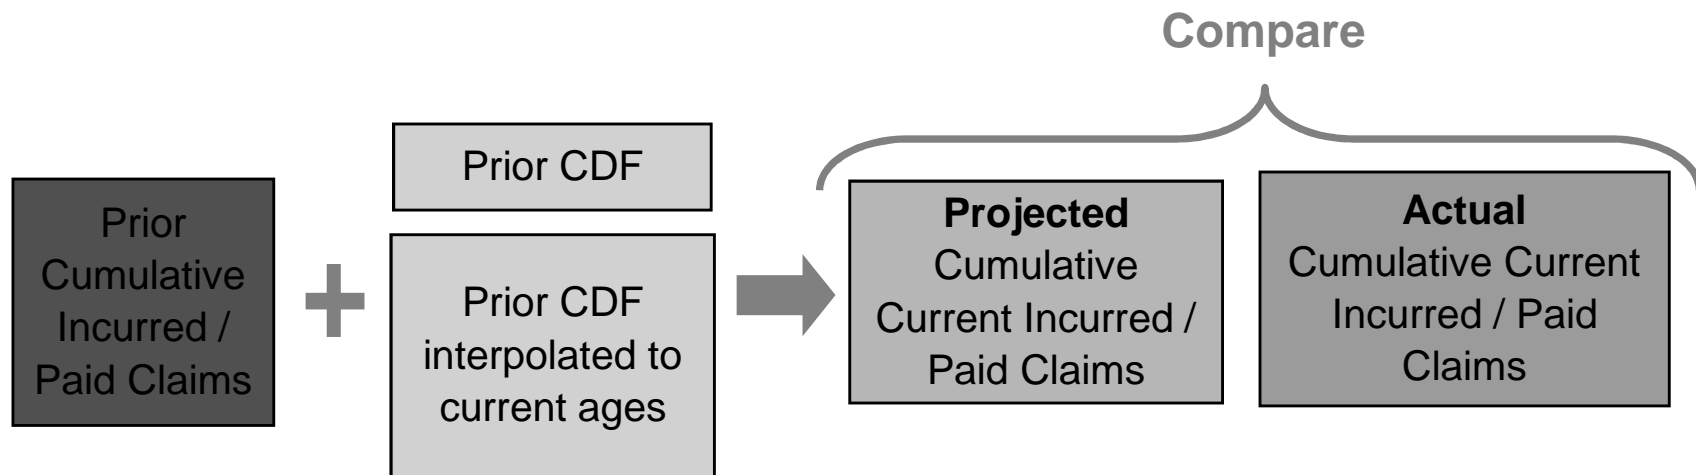 Compare
Prior
Cumulative
Incurred /
Paid Claims
+
Prior CDF
Prior CDF
interpolated to
current ages
Projected
Cumulative
Current Incurred /
Paid Claims
Actual
Cumulative Current
Incurred / Paid
Claims